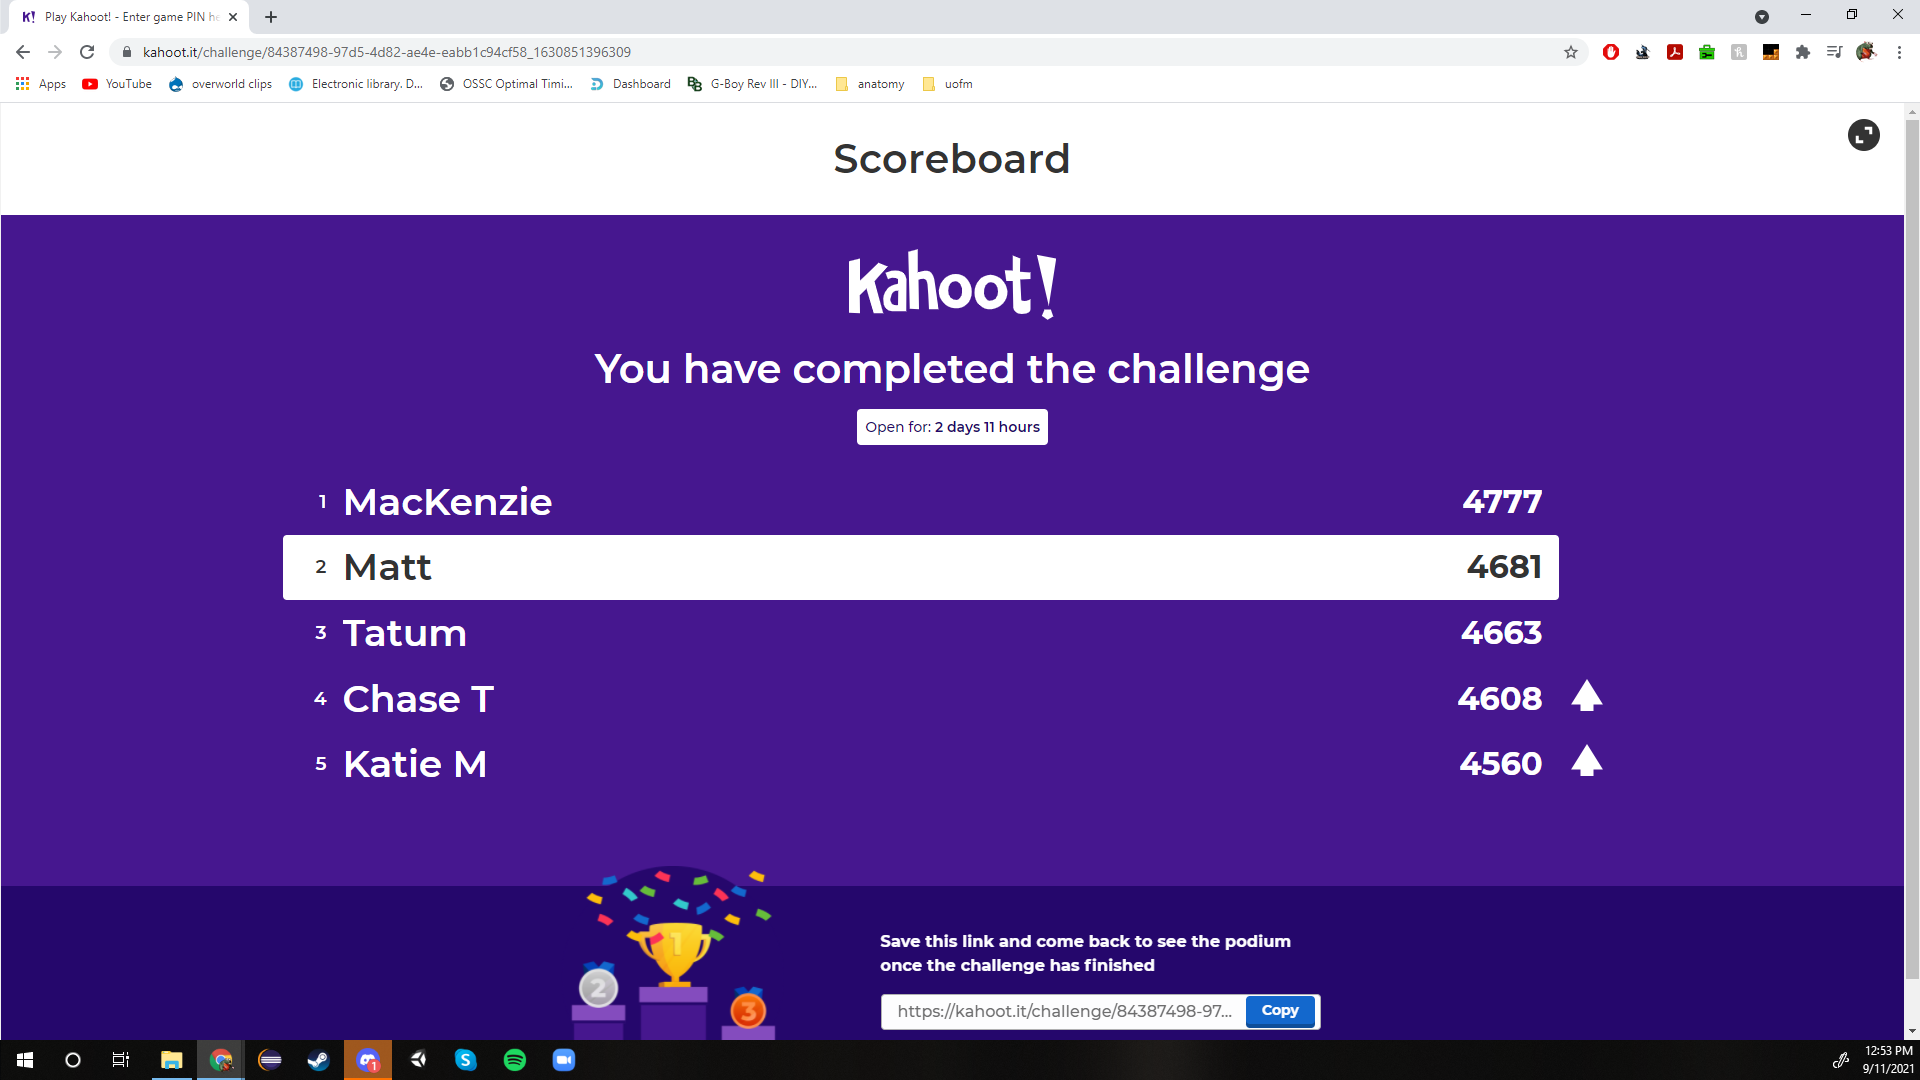 Play Kahoot! - Enter game PIN he
kahoot.it/challenge/84387498-97d5-4d82-ae4e-eabb1c94cf58_1630851396309
Apps YouTube overworld clips Electronic library. D... OSSC Optimal Timi... Dashboard G-Boy Rev III - DIY... anatomy uofm
Scoreboard
Kahoot!
You have completed the challenge
Open for: 2 days 11 hours
1 MacKenzie 4777
2 Matt 4681
3 Tatum 4663
4 Chase T 4608
5 Katie M 4560
1
2
3
Save this link and come back to see the podium
once the challenge has finished
https://kahoot.it/challenge/84387498-97... Copy
12:53 PM
9/11/2021